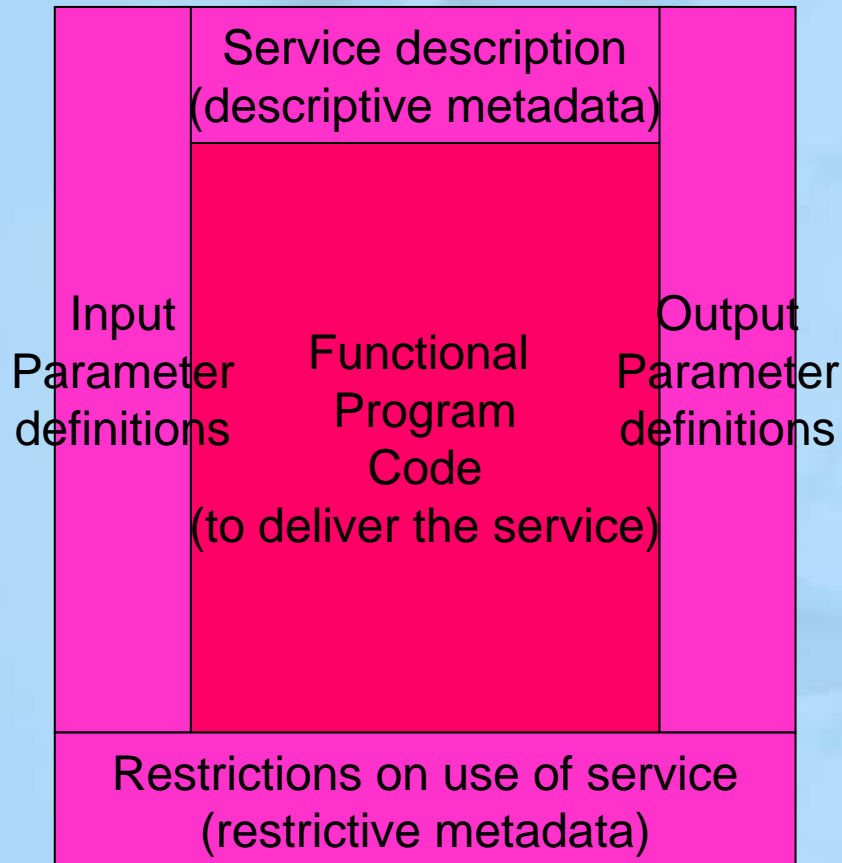 Service description
(descriptive metadata)
Input
Parameter
definitions
Functional
Program
Code
(to deliver the service)
Output
Parameter
definitions
Restrictions on use of service
(restrictive metadata)